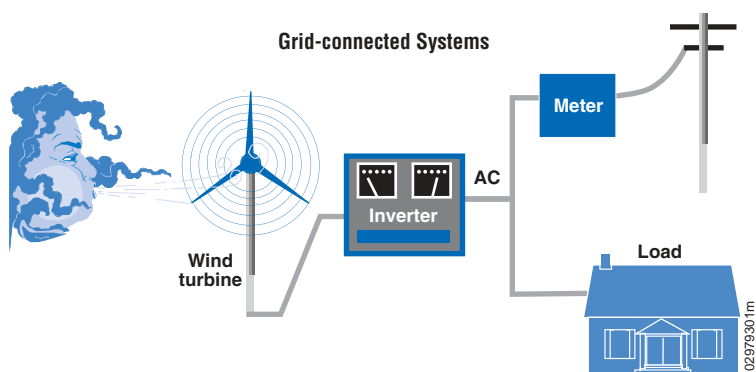 Grid-connected Systems
Meter
AC
Inverter
Wind
turbine
Load
02979301m